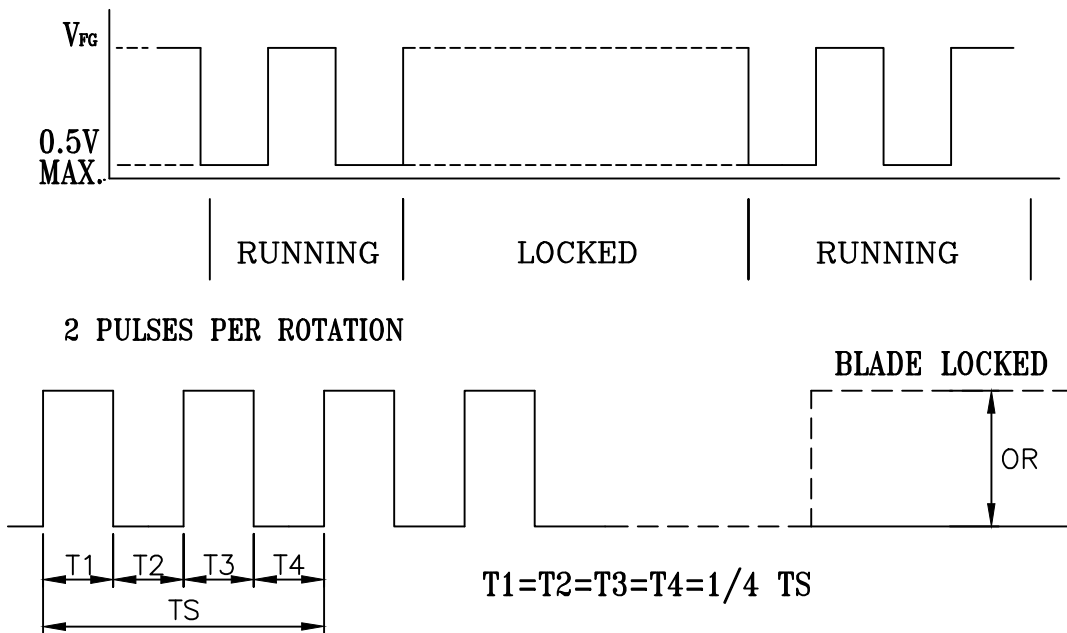 VFG
0.5V
MAX.
RUNNING LOCKED RUNNING
2 PULSES PER ROTATION
BLADE LOCKED
OR
T1 T2 T3 T4
TS
T1=T2=T3=T4=1/4 TS